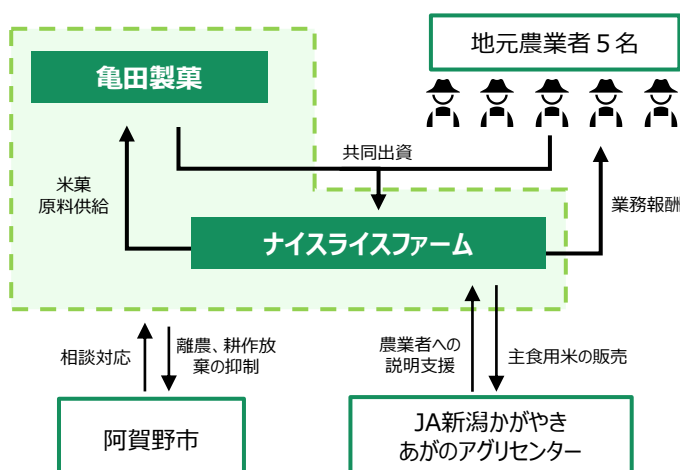 地元農業者５名
亀田製菓
共同出資
米菓
原料供給
業務報酬
ナイスライスファーム
相談対応
離農、耕作放
棄の抑制
農業者への
説明支援
主食用米の販売
阿賀野市
JA新潟かがやき
あがのアグリセンター